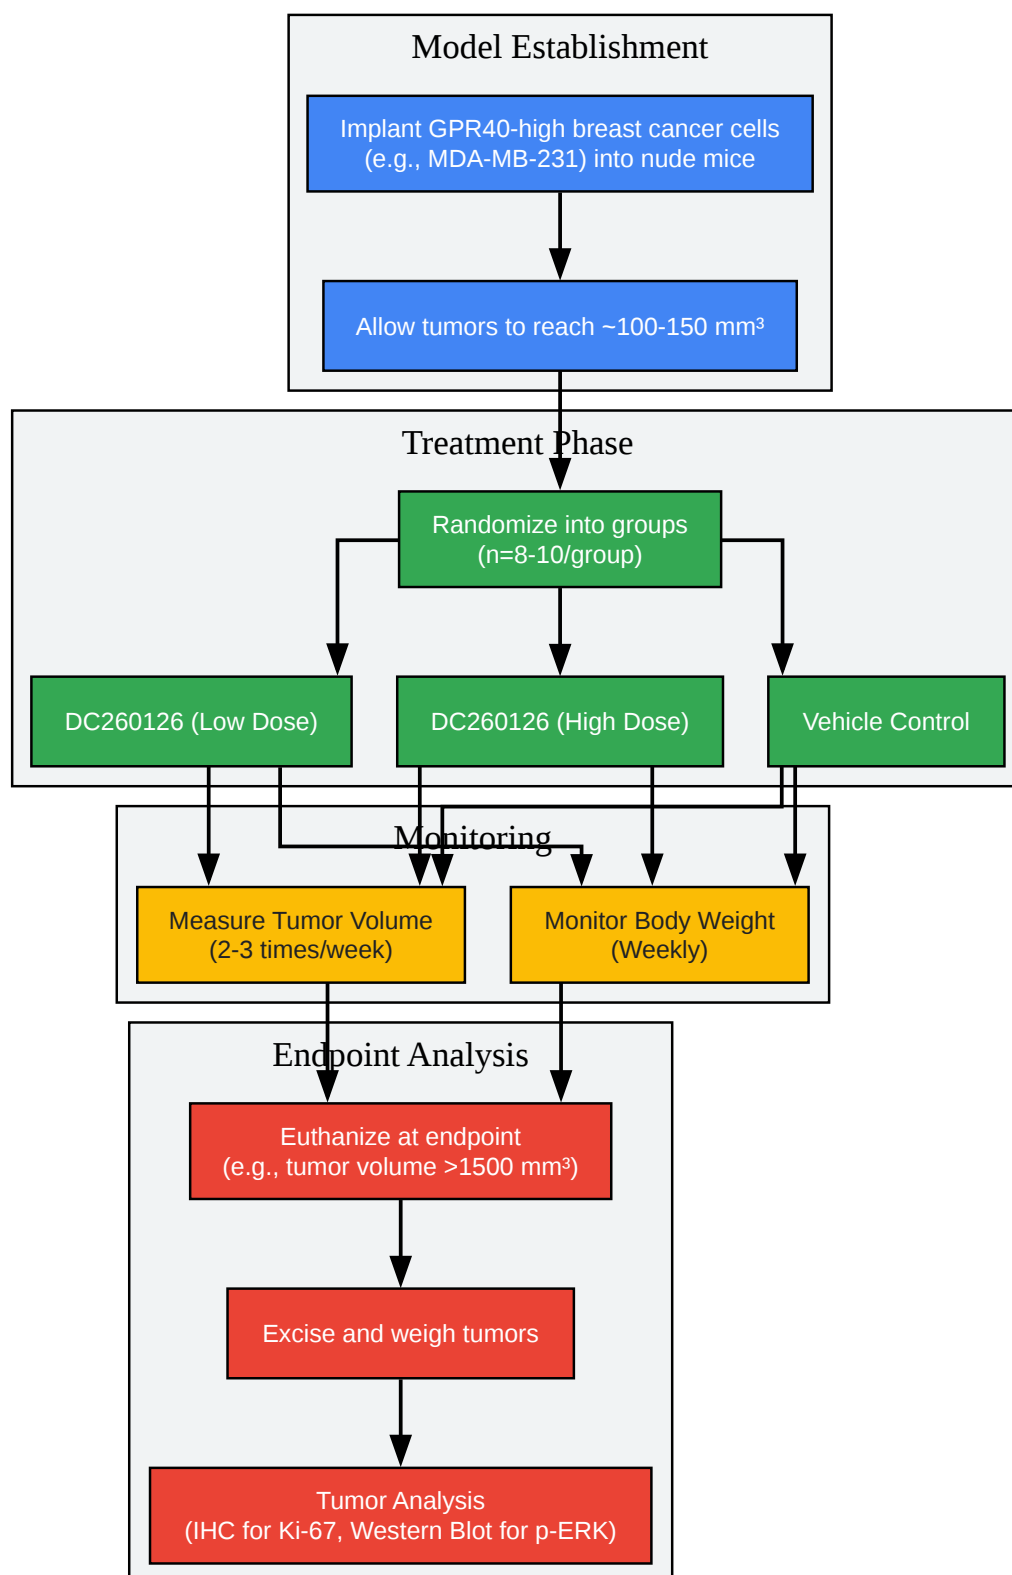 Model Establishment
Implant GPR40-high breast cancer cells
(e.g., MDA-MB-231) into nude mice
Allow tumors to reach ~100-150 mm³
Treatment Phase
Randomize into groups
(n=8-10/group)
DC260126 (Low Dose)
DC260126 (High Dose)
Vehicle Control
Monitoring
Measure Tumor Volume
(2-3 times/week)
Monitor Body Weight
(Weekly)
Endpoint Analysis
Euthanize at endpoint
(e.g., tumor volume >1500 mm³)
Excise and weigh tumors
Tumor Analysis
(IHC for Ki-67, Western Blot for p-ERK)